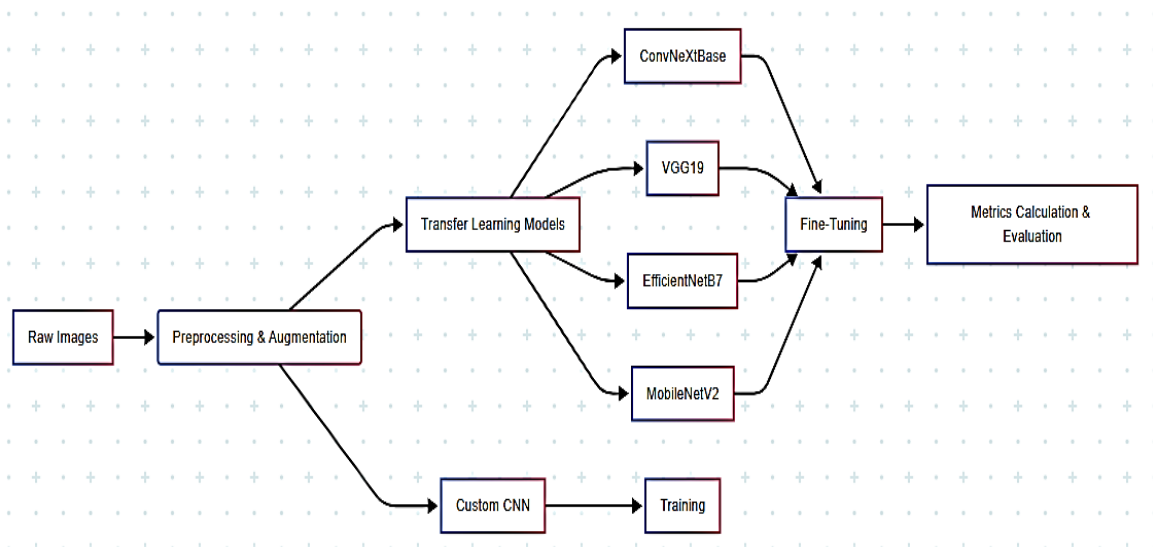 ConvNeXtBase
VGG19
Transfer Learning Models
Fine-Tuning
Metrics Calculation &
Evaluation
EfficientNetB7
Raw Images
Preprocessing & Augmentation
MobileNetV2
Custom CNN
Training